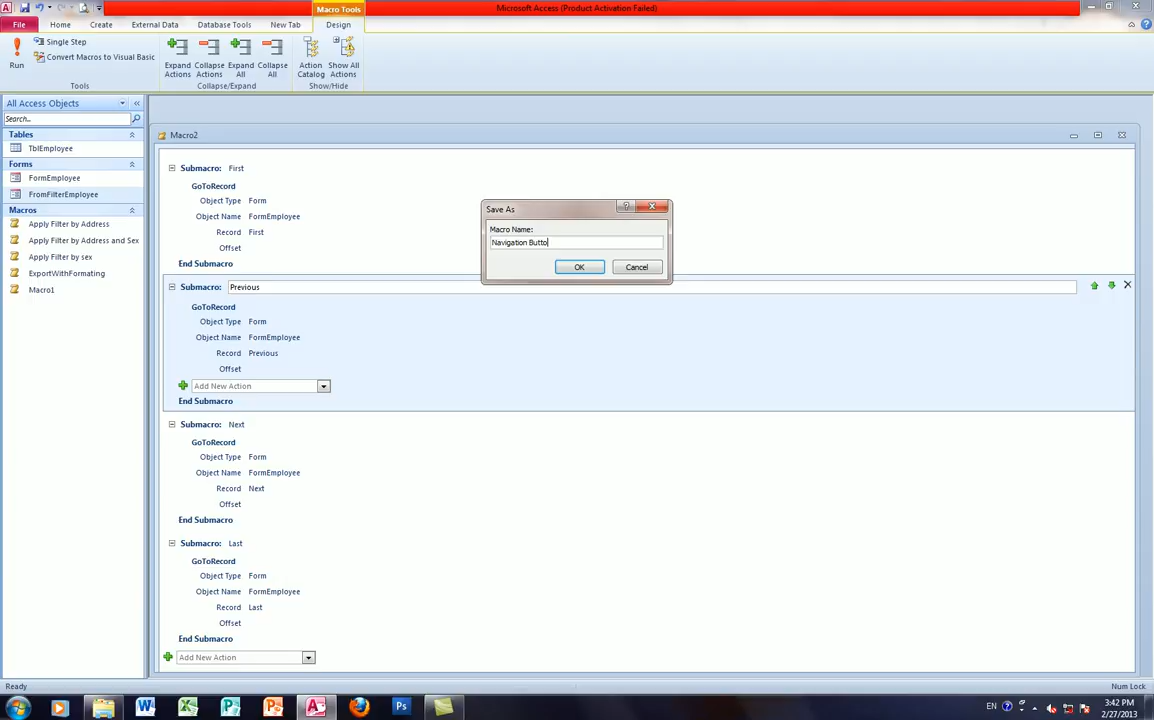 Microsoft Access (Product Activation Failed)
Macro Tools
File Home Create External Data Database Tools New Tab Design
Run
Single Step
Convert Macros to Visual Basic
Expand Actions
Collapse Actions
Expand All
Collapse All
Action Catalog
Show All Actions
Tools
Collapse/Expand
Show/Hide
All Access Objects
Search...
Tables
TblEmployee
Forms
FormEmployee
FromFilterEmployee
Macros
Apply Filter by Address
Apply Filter by Address and Sex
Apply Filter by sex
ExportWithFormating
Macro1
Macro2
Submacro: First
GoToRecord
Object Type Form
Object Name FormEmployee
Record First
Offset
End Submacro
Save As
Macro Name:
Navigation Butto
OK Cancel
Submacro: Previous
GoToRecord
Object Type Form
Object Name FormEmployee
Record Previous
Offset
Add New Action
End Submacro
Submacro: Next
GoToRecord
Object Type Form
Object Name FormEmployee
Record Next
Offset
End Submacro
Submacro: Last
GoToRecord
Object Type Form
Object Name FormEmployee
Record Last
Offset
End Submacro
Add New Action
Ready
Num Lock
EN
3:42 PM
2/27/2013